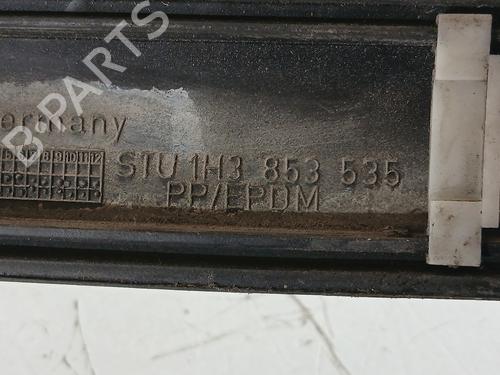 B-PARTS
ermany
STU 1H3 853 535
PP/EPDM